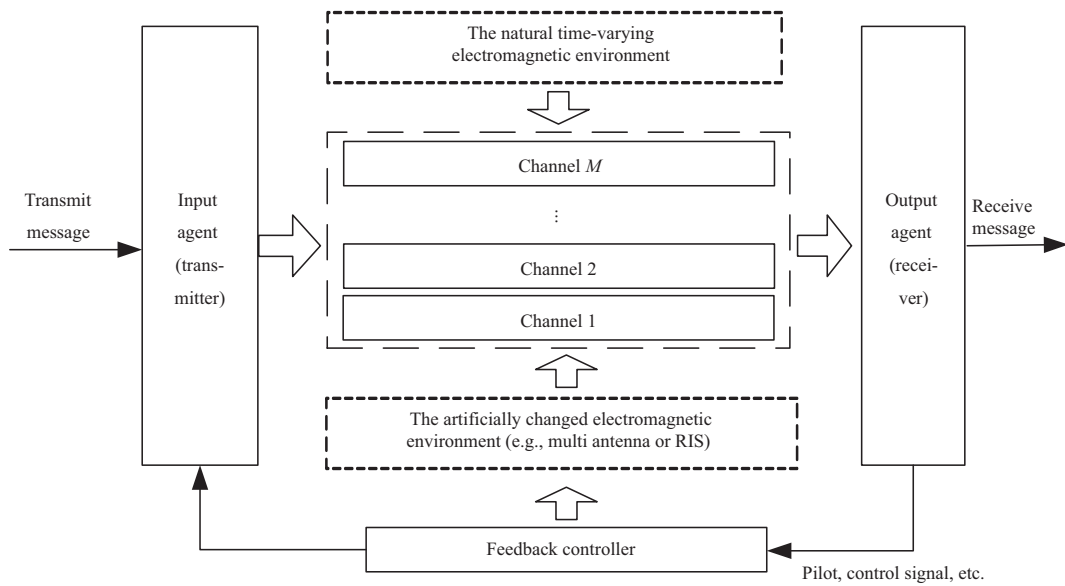 The natural time-varying
electromagnetic environment
Channel M
...
Channel 2
Channel 1
Transmit
message
Input
agent
(trans-
mitter)
Output
agent
(recei-
ver)
Receive
message
The artificially changed electromagnetic
environment (e.g., multi antenna or RIS)
Feedback controller
Pilot, control signal, etc.